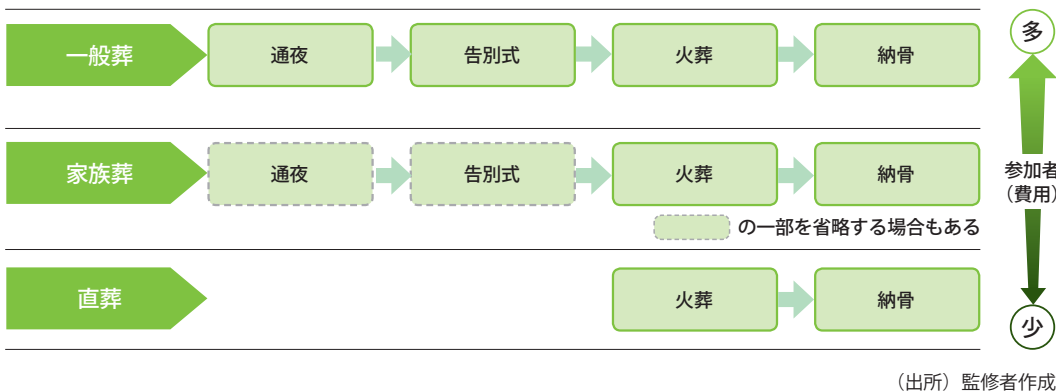 一般葬
通夜
告別式
火葬
納骨
多
家族葬
通夜
告別式
火葬
納骨
参加者
（費用）
の一部を省略する場合もある
直葬
火葬
納骨
少
（出所）監修者作成